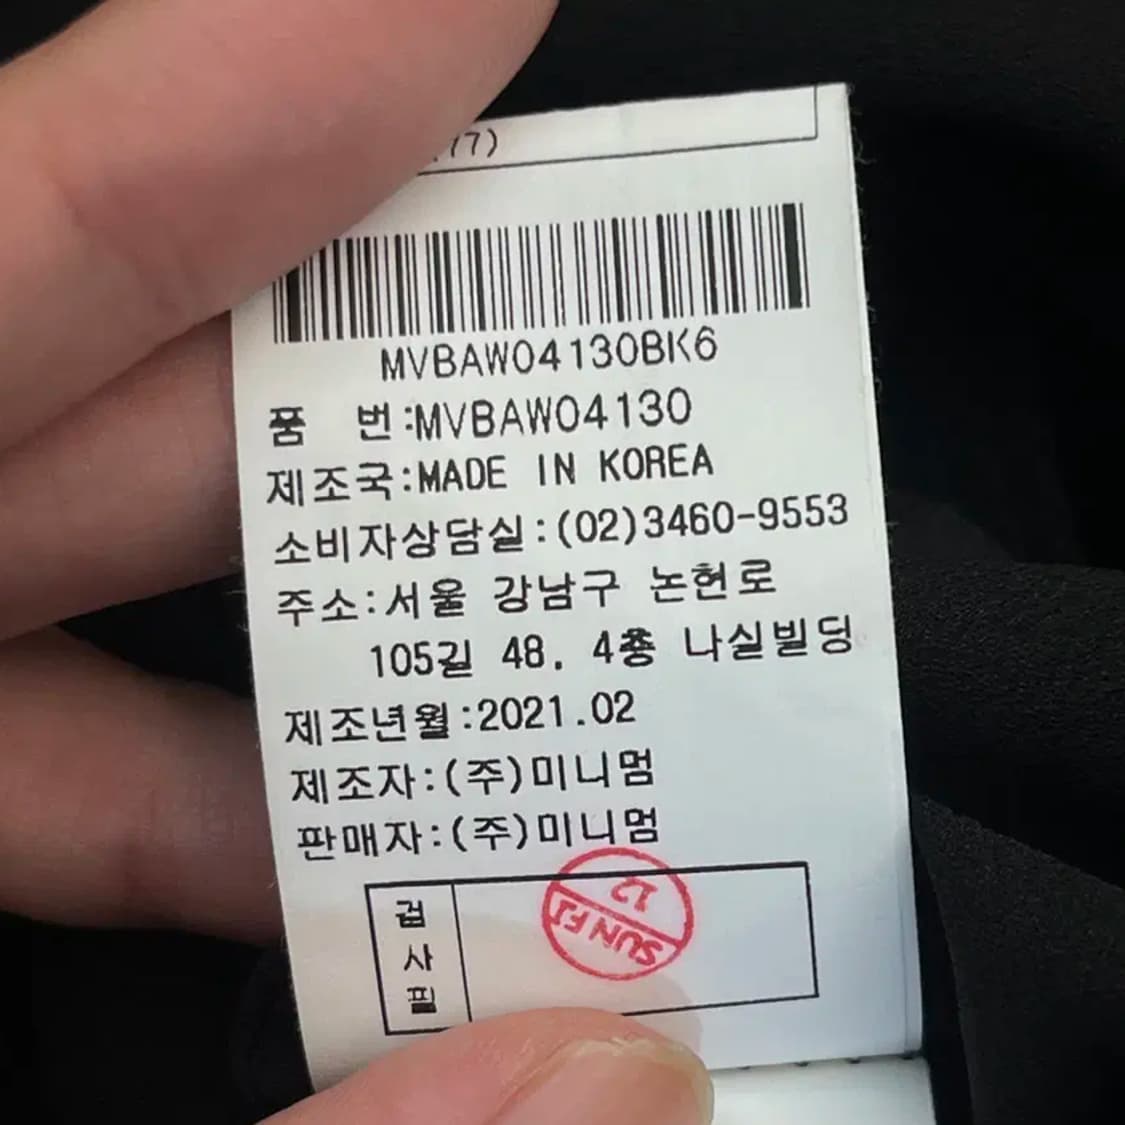 77)
MVBAW04130BK6
품 번:MVBAW04130
제조국:MADE IN KOREA
소비자상담실:(02)3460-9553
주소:서울 강남구 논현로
105길 48, 4층 나실빌딩
제조년월:2021.02
제조자:(주)미니멈
판매자:(주)미니멈
검사필
12
SUN FJ